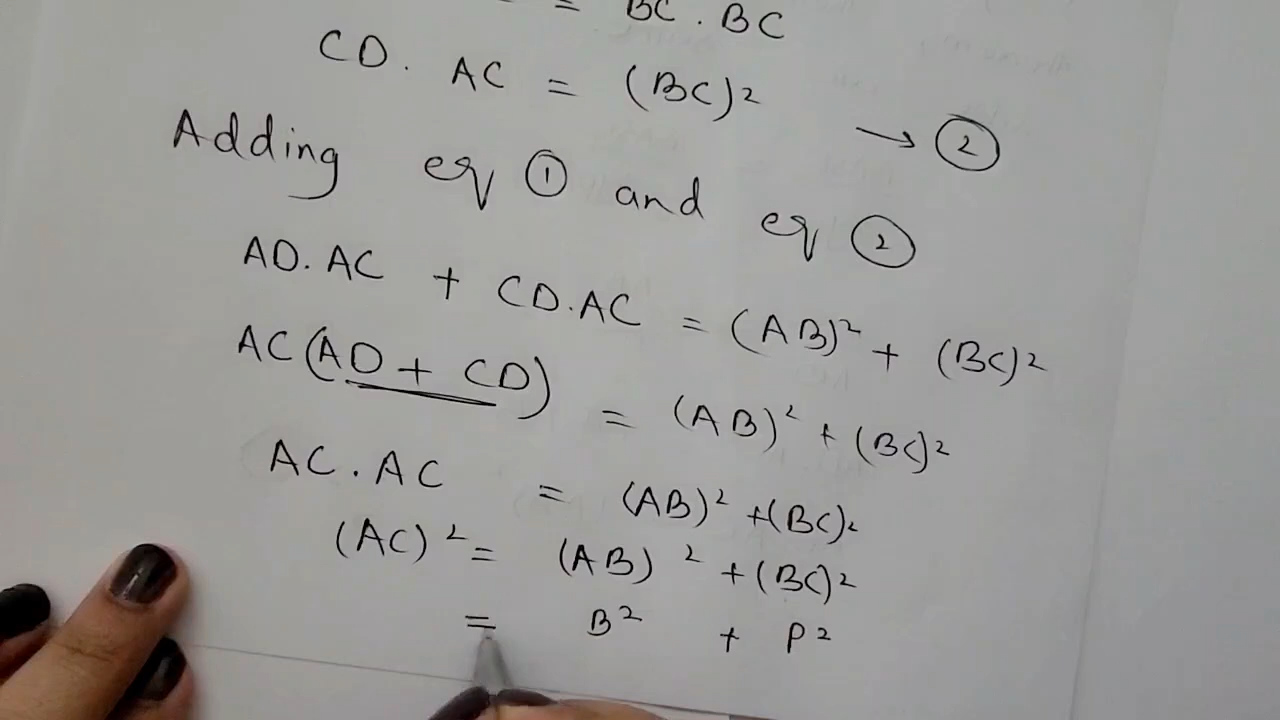 = BC . BC
CD. AC = (BC)2 → ②
Adding eq ① and eq ②
AD.AC + CD.AC = (AB)² + (BC)2
AC(AD + CD) = (AB)² + (BC)2
AC . AC = (AB)² + (BC)2
(AC)² = (AB)² + (BC)2
= B² + P2